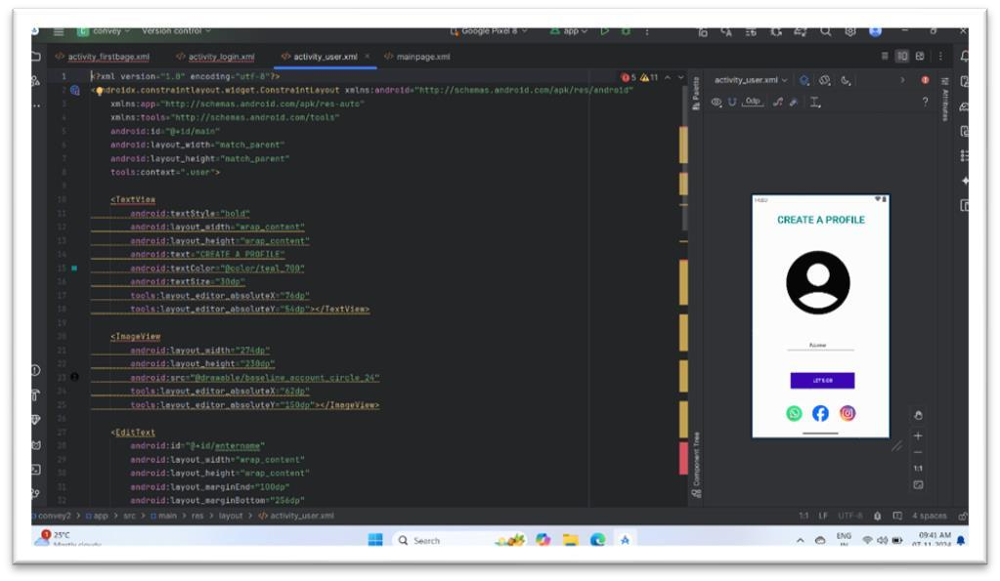 convey
Version control
Google Pixel 8
app
activity_firstbage.xml
activity_login.xml
activity_user.xml
mainpage.xml
1 <?xml version="1.0" encoding="utf-8"?>
5 11
2 <androidx.constraintlayout.widget.ConstraintLayout xmlns:android="http://schemas.android.com/apk/res/android"
3 xmlns:app="http://schemas.android.com/apk/res-auto"
4 xmlns:tools="http://schemas.android.com/tools"
5 android:id="@+id/main"
6 android:layout_width="match_parent"
7 android:layout_height="match_parent"
8 tools:context=".user">
9
10 <TextView
11 android:textStyle="bold"
12 android:layout_width="wrap_content"
13 android:layout_height="wrap_content"
14 android:text="CREATE A PROFILE"
15 android:textColor="@color/teal_700"
16 android:textSize="30dp"
17 tools:layout_editor_absoluteX="76dp"
18 tools:layout_editor_absoluteY="54dp"></TextView>
19
20 <ImageView
21 android:layout_width="274dp"
22 android:layout_height="230dp"
23 android:src="@drawable/baseline_account_circle_24"
24 tools:layout_editor_absoluteX="62dp"
25 tools:layout_editor_absoluteY="150dp"></ImageView>
26
27 <EditText
28 android:id="@+id/entername"
29 android:layout_width="wrap_content"
30 android:layout_height="wrap_content"
31 android:layout_marginEnd="100dp"
32 android:layout_marginBottom="256dp"
Palette
Component Tree
activity_user.xml
0dp
?
Attributes
CREATE A PROFILE
Name
LET'S GO
1:1
convey2 > app > src > main > res > layout > activity_user.xml
1:1 LF UTF-8 4 spaces
1
25°C
Mostly cloudy
Search
ENG
IN
09:41 AM
07-11-2024